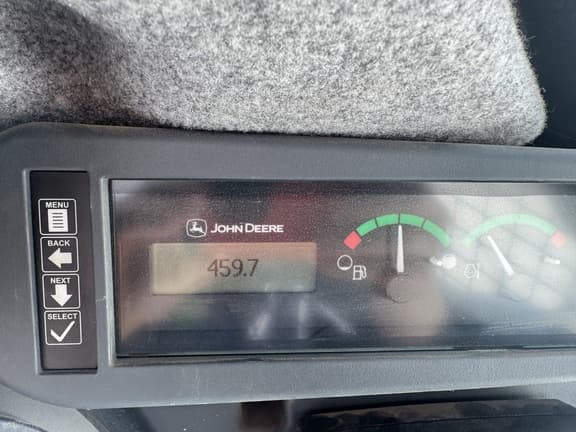 MENU
BACK
NEXT
SELECT
JOHN DEERE
459.7